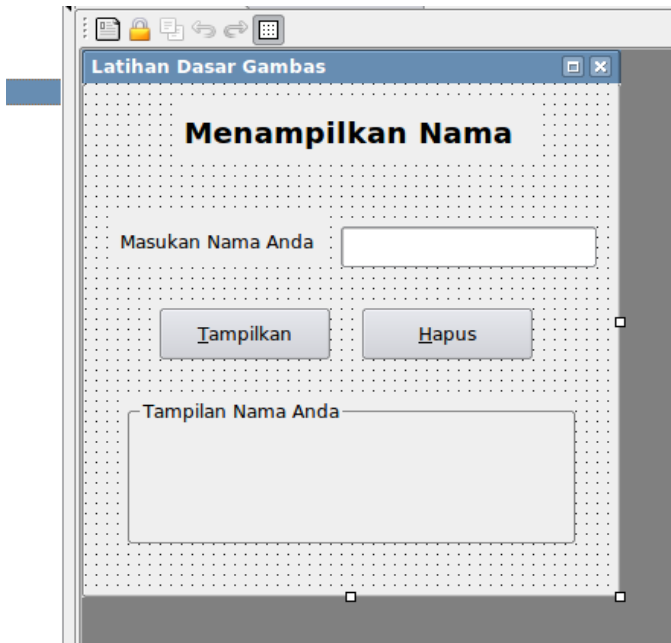 Latihan Dasar Gambas
Menampilkan Nama
Masukan Nama Anda
Tampilkan Hapus
Tampilan Nama Anda